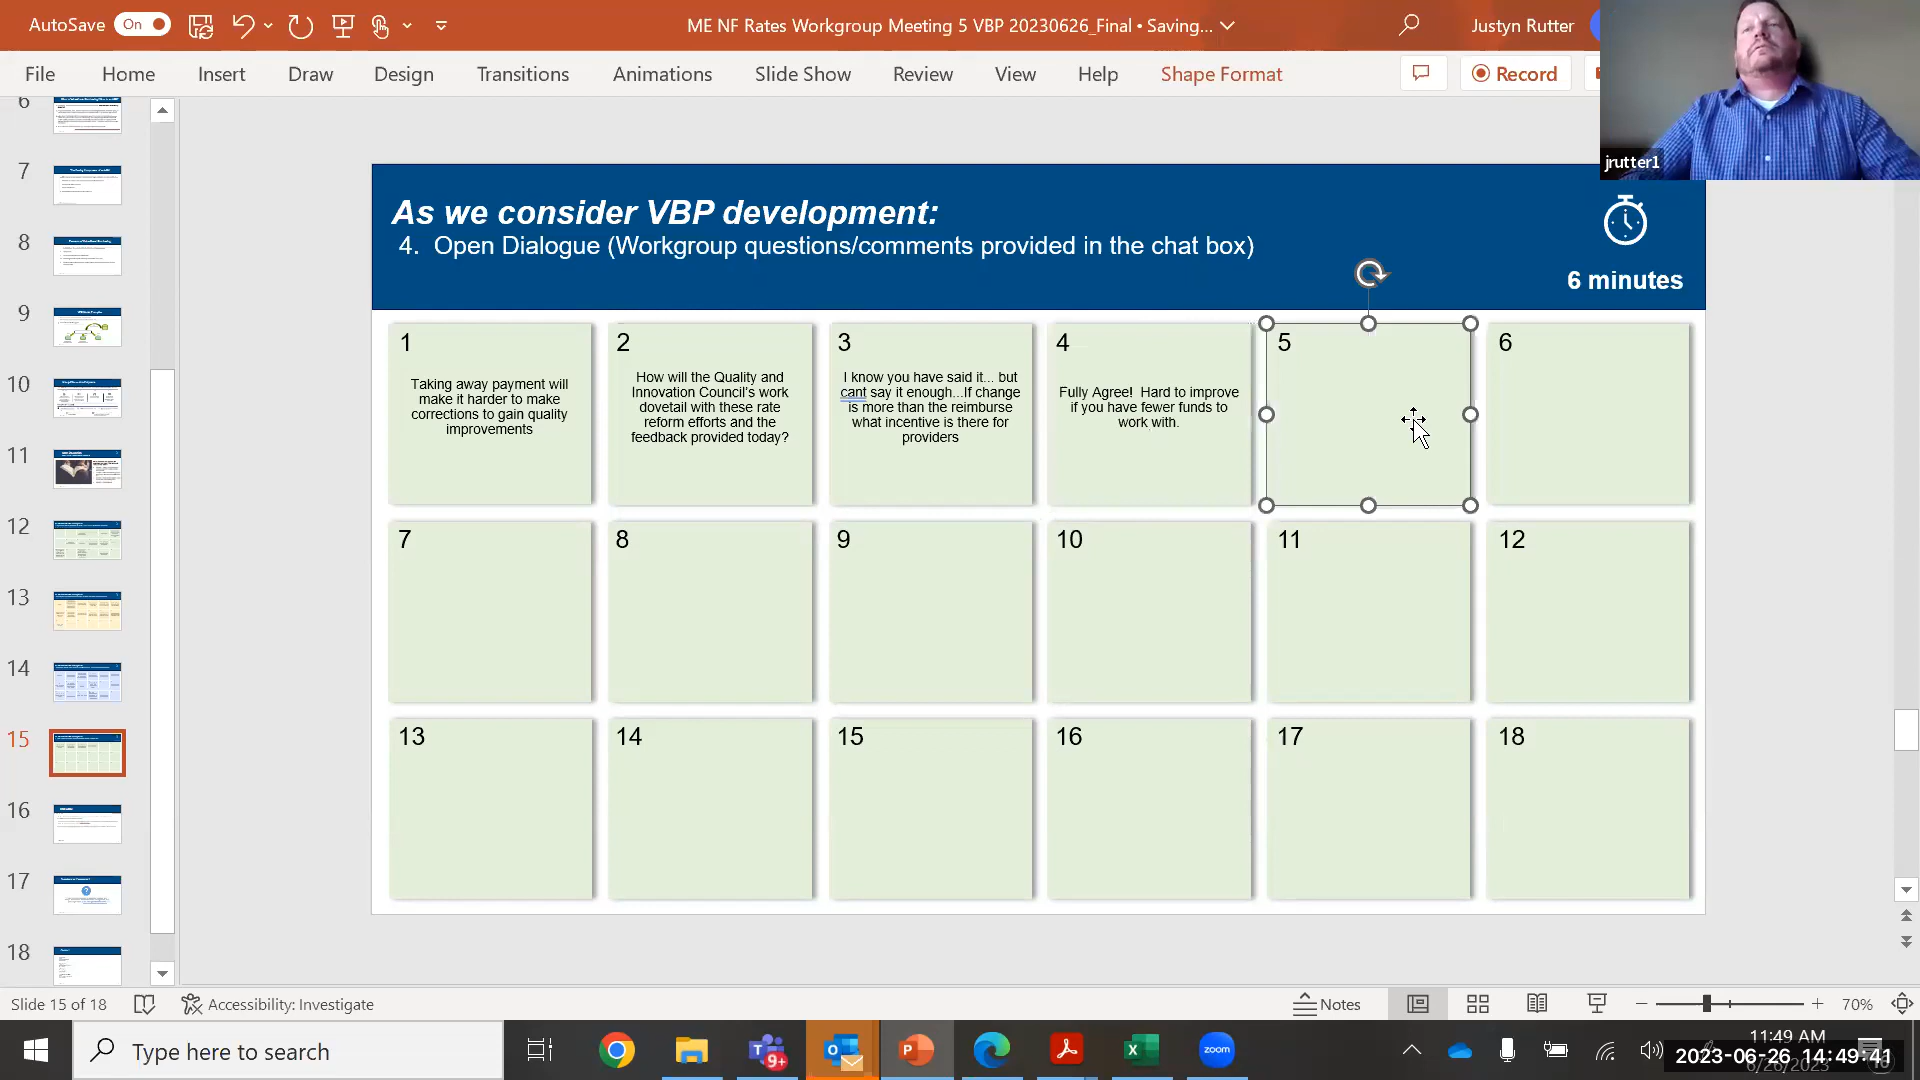 AutoSave On
ME NF Rates Workgroup Meeting 5 VBP 20230626_Final • Saving...
Justyn Rutter
File Home Insert Draw Design Transitions Animations Slide Show Review View Help Shape Format
Record
jrutter1
6
7
8
9
10
11
12
13
14
15
16
17
18
As we consider VBP development:
4. Open Dialogue (Workgroup questions/comments provided in the chat box)
6 minutes
1
Taking away payment will
make it harder to make
corrections to gain quality
improvements
2
How will the Quality and
Innovation Council's work
dovetail with these rate
reform efforts and the
feedback provided today?
3
I know you have said it... but
cant say it enough...If change
is more than the reimburse
what incentive is there for
providers
4
Fully Agree! Hard to improve
if you have fewer funds to
work with.
5
6
7
8
9
10
11
12
13
14
15
16
17
18
Slide 15 of 18
Accessibility: Investigate
Notes
70%
Type here to search
9+
zoom
11:49 AM
2023-06-26 14:49:41